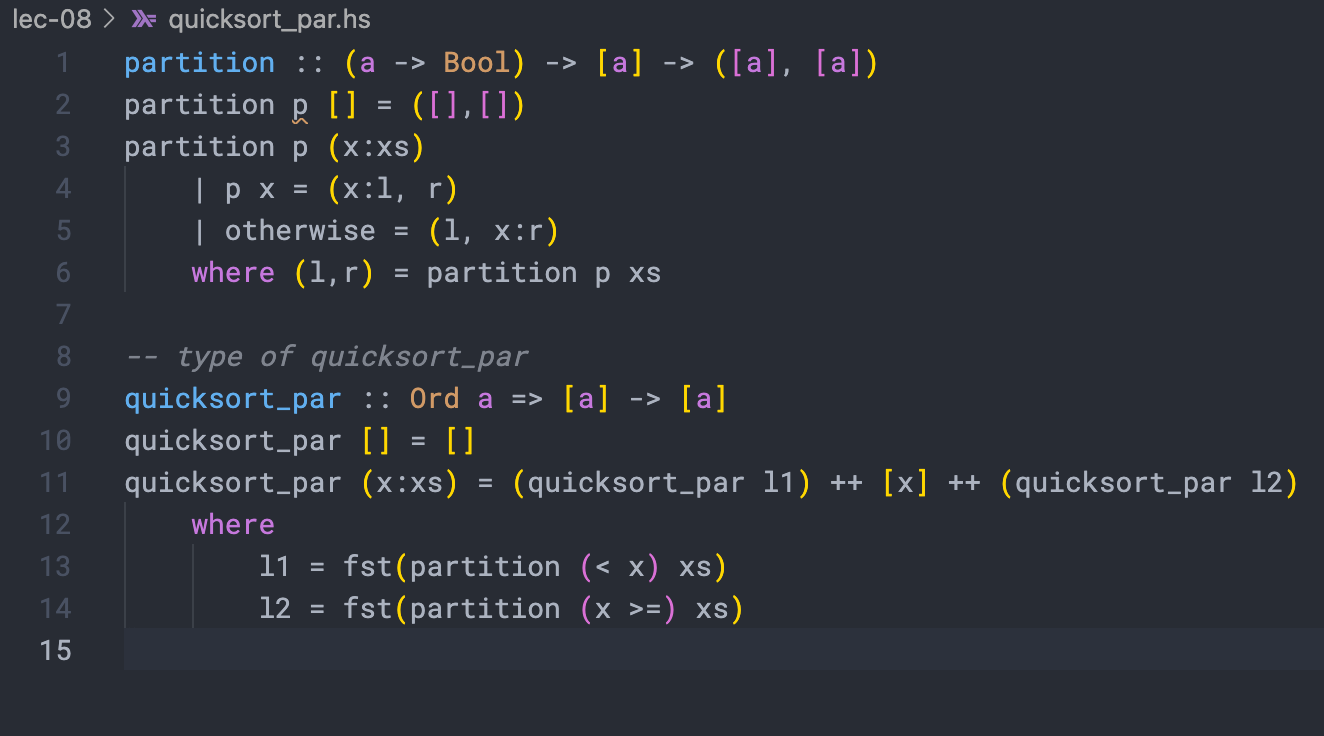 lec-08 > quicksort_par.hs
1 partition :: (a -> Bool) -> [a] -> ([a], [a])
2 partition p [] = ([],[])
3 partition p (x:xs)
4     | p x = (x:l, r)
5     | otherwise = (l, x:r)
6     where (l,r) = partition p xs
7
8 -- type of quicksort_par
9 quicksort_par :: Ord a => [a] -> [a]
10 quicksort_par [] = []
11 quicksort_par (x:xs) = (quicksort_par l1) ++ [x] ++ (quicksort_par l2)
12     where
13         l1 = fst(partition (< x) xs)
14         l2 = fst(partition (x >=) xs)
15